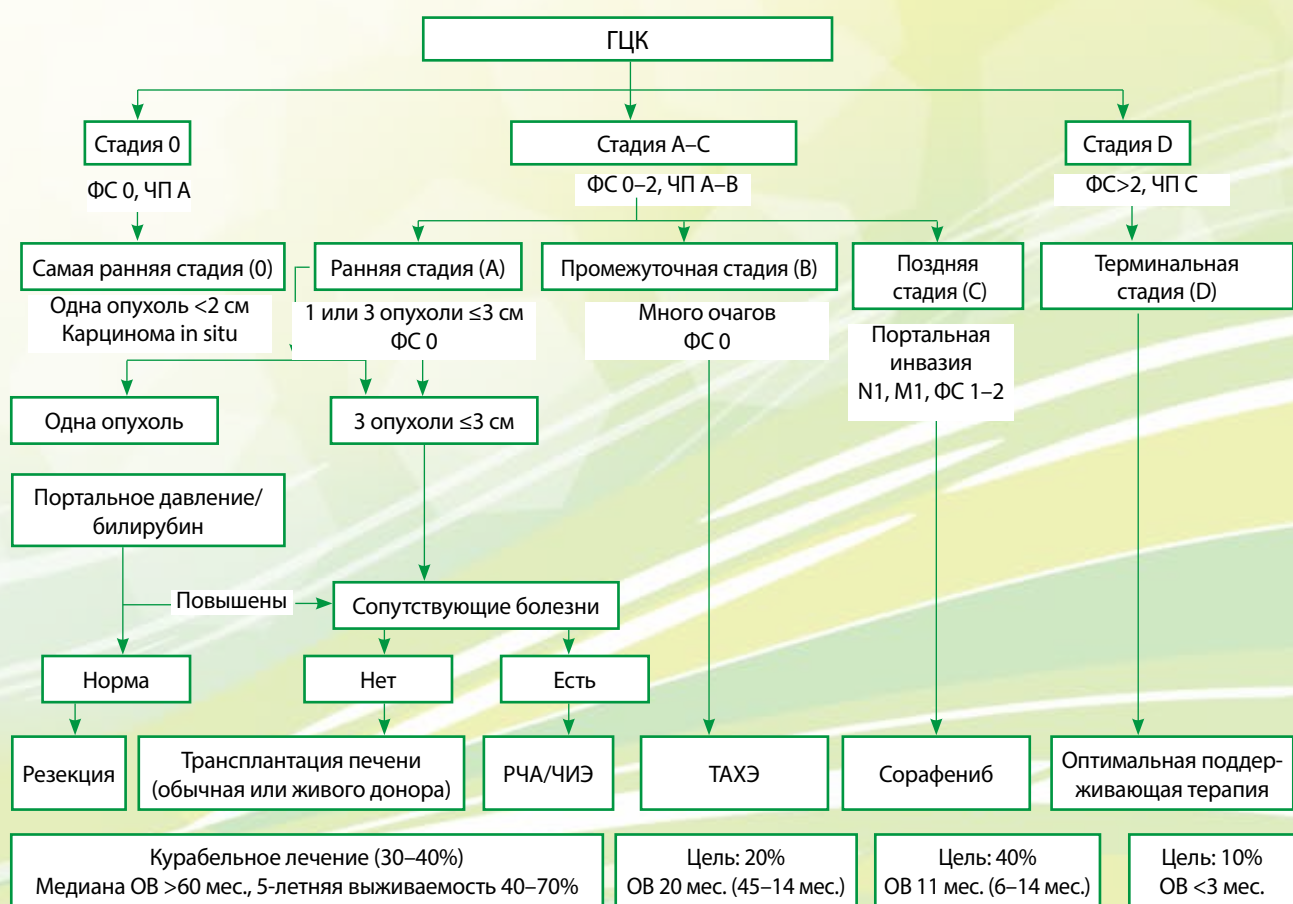 ГЦК
Стадия 0
Стадия A–C
Стадия D
ФС 0, ЧП A
ФС 0–2, ЧП A–B
ФС>2, ЧП C
Самая ранняя стадия (0)
Ранняя стадия (A)
Промежуточная стадия (B)
Поздняя
стадия (C)
Терминальная
стадия (D)
Одна опухоль <2 см
Карцинома in situ
1 или 3 опухоли ≤3 см
ФС 0
Много очагов
ФС 0
Портальная
инвазия
N1, M1, ФС 1–2
Одна опухоль
3 опухоли ≤3 см
Портальное давление/
билирубин
Повышены
Сопутствующие болезни
Норма
Нет
Есть
Резекция
Трансплантация печени
(обычная или живого донора)
РЧА/ЧИЭ
ТАХЭ
Сорафениб
Оптимальная поддер-
живающая терапия
Курабельное лечение (30–40%)
Медиана ОВ >60 мес., 5-летняя выживаемость 40–70%
Цель: 20%
ОВ 20 мес. (45–14 мес.)
Цель: 40%
ОВ 11 мес. (6–14 мес.)
Цель: 10%
ОВ <3 мес.